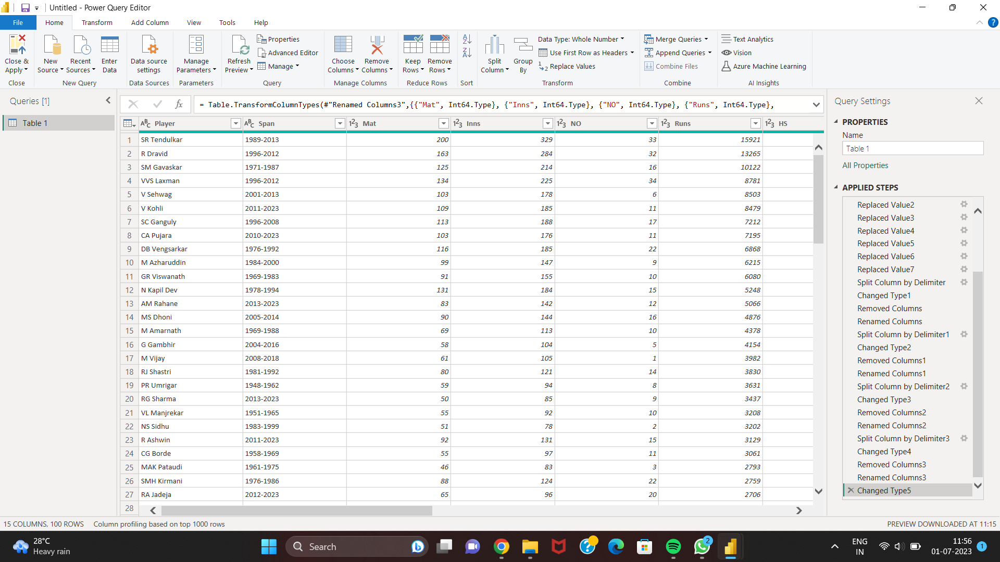 Untitled - Power Query Editor
File Home Transform Add Column View Tools Help
Close & Apply
Close
New Source
Recent Sources
Enter Data
New Query
Data source settings
Data Sources
Manage Parameters
Parameters
Refresh Preview
Properties
Advanced Editor
Manage
Query
Choose Columns
Remove Columns
Manage Columns
Keep Rows
Remove Rows
Reduce Rows
Sort
Split Column
Group By
Data Type: Whole Number
Use First Row as Headers
Replace Values
Transform
Merge Queries
Append Queries
Combine Files
Combine
Text Analytics
Vision
Azure Machine Learning
AI Insights
Queries [1]
Table 1
fx = Table.TransformColumnTypes(#"Renamed Columns3",{{"Mat", Int64.Type}, {"Inns", Int64.Type}, {"NO", Int64.Type}, {"Runs", Int64.Type},
Player Span Mat Inns NO Runs HS
1 SR Tendulkar 1989-2013 200 329 33 15921
2 R Dravid 1996-2012 163 284 32 13265
3 SM Gavaskar 1971-1987 125 214 16 10122
4 VVS Laxman 1996-2012 134 225 34 8781
5 V Sehwag 2001-2013 103 178 6 8503
6 V Kohli 2011-2023 109 185 11 8479
7 SC Ganguly 1996-2008 113 188 17 7212
8 CA Pujara 2010-2023 103 176 11 7195
9 DB Vengsarkar 1976-1992 116 185 22 6868
10 M Azharuddin 1984-2000 99 147 9 6215
11 GR Viswanath 1969-1983 91 155 10 6080
12 N Kapil Dev 1978-1994 131 184 15 5248
13 AM Rahane 2013-2023 83 142 12 5066
14 MS Dhoni 2005-2014 90 144 16 4876
15 M Amarnath 1969-1988 69 113 10 4378
16 G Gambhir 2004-2016 58 104 5 4154
17 M Vijay 2008-2018 61 105 1 3982
18 RJ Shastri 1981-1992 80 121 14 3830
19 PR Umrigar 1948-1962 59 94 8 3631
20 RG Sharma 2013-2023 50 85 9 3437
21 VL Manjrekar 1951-1965 55 92 10 3208
22 NS Sidhu 1983-1999 51 78 2 3202
23 R Ashwin 2011-2023 92 131 15 3129
24 CG Borde 1958-1969 55 97 11 3061
25 MAK Pataudi 1961-1975 46 83 3 2793
26 SMH Kirmani 1976-1986 88 124 22 2759
27 RA Jadeja 2012-2023 65 96 20 2706
28
Query Settings
PROPERTIES
Name
Table 1
All Properties
APPLIED STEPS
Replaced Value2
Replaced Value3
Replaced Value4
Replaced Value5
Replaced Value6
Replaced Value7
Split Column by Delimiter
Changed Type1
Removed Columns
Renamed Columns
Split Column by Delimiter1
Changed Type2
Removed Columns1
Renamed Columns1
Split Column by Delimiter2
Changed Type3
Removed Columns2
Renamed Columns2
Split Column by Delimiter3
Changed Type4
Removed Columns3
Renamed Columns3
Changed Type5
15 COLUMNS, 100 ROWS Column profiling based on top 1000 rows
PREVIEW DOWNLOADED AT 11:15
28°C
Heavy rain
Search
2
ENG
IN
11:56
01-07-2023
1